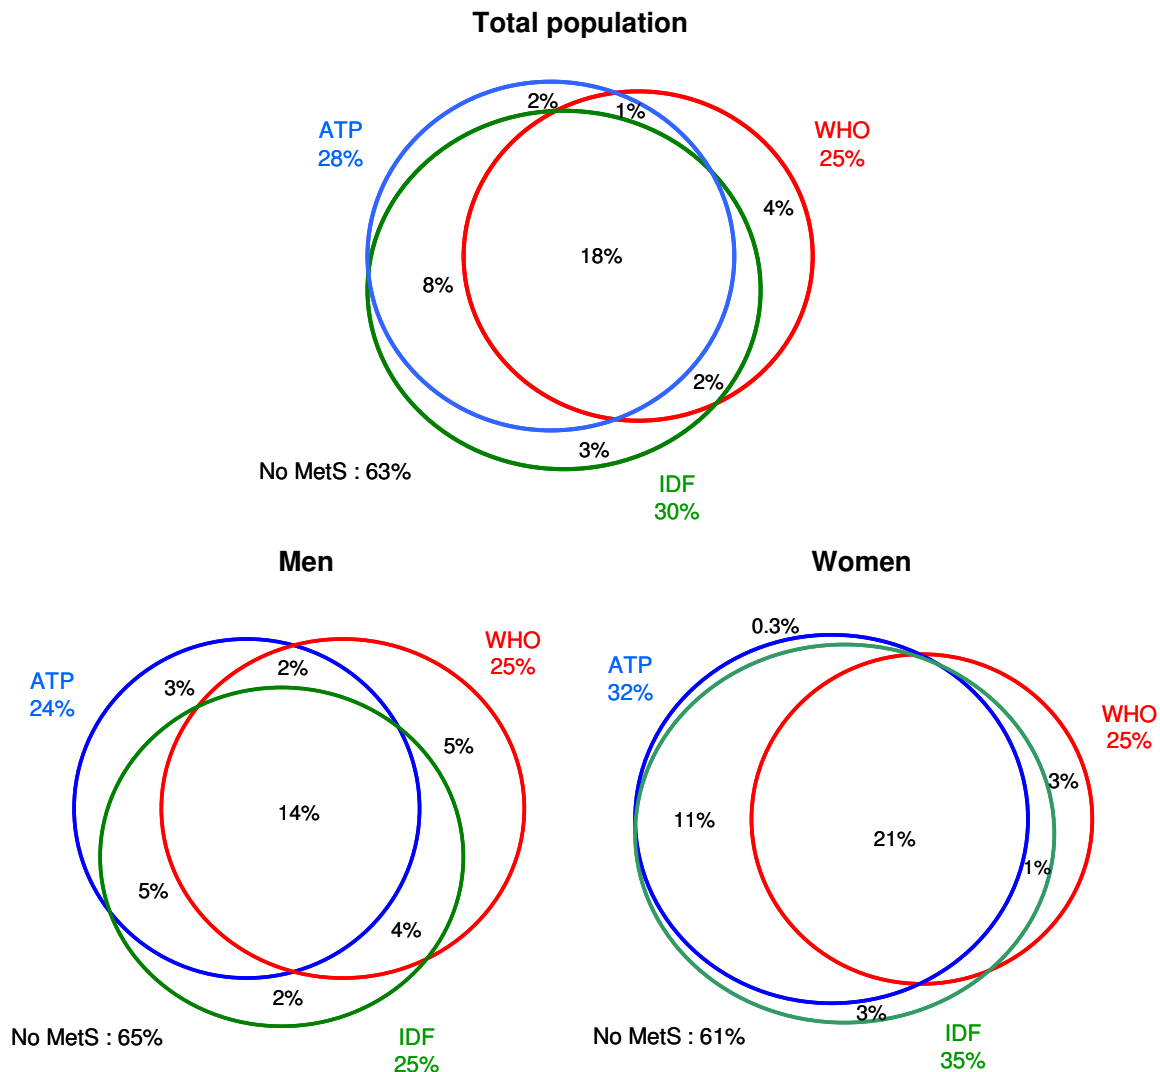 Total population
2%
1%
ATP
28%
WHO
25%
4%
18%
8%
2%
3%
No MetS : 63%
IDF
30%
Men
Women
0.3%
ATP
24%
3%
2%
WHO
25%
5%
14%
5%
4%
2%
No MetS : 65%
IDF
25%
ATP
32%
WHO
25%
3%
11%
21%
1%
3%
No MetS : 61%
IDF
35%